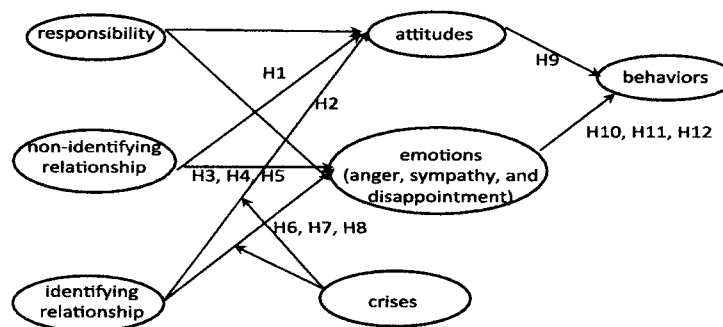 responsibility
attitudes
H9
behaviors
H1
H2
non-identifying
relationship
H3, H4, H5
emotions
(anger, sympathy, and
disappointment)
H10, H11, H12
H6, H7, H8
identifying
relationship
crises